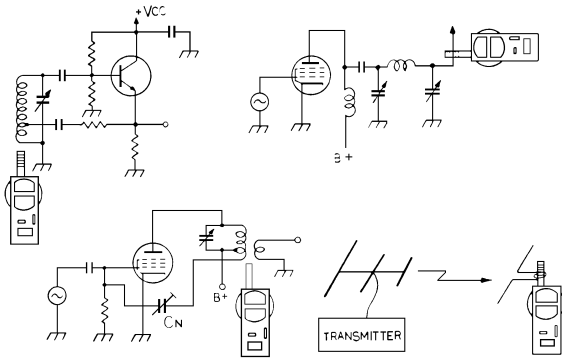 +VCC
B+
CN
B+
TRANSMITTER